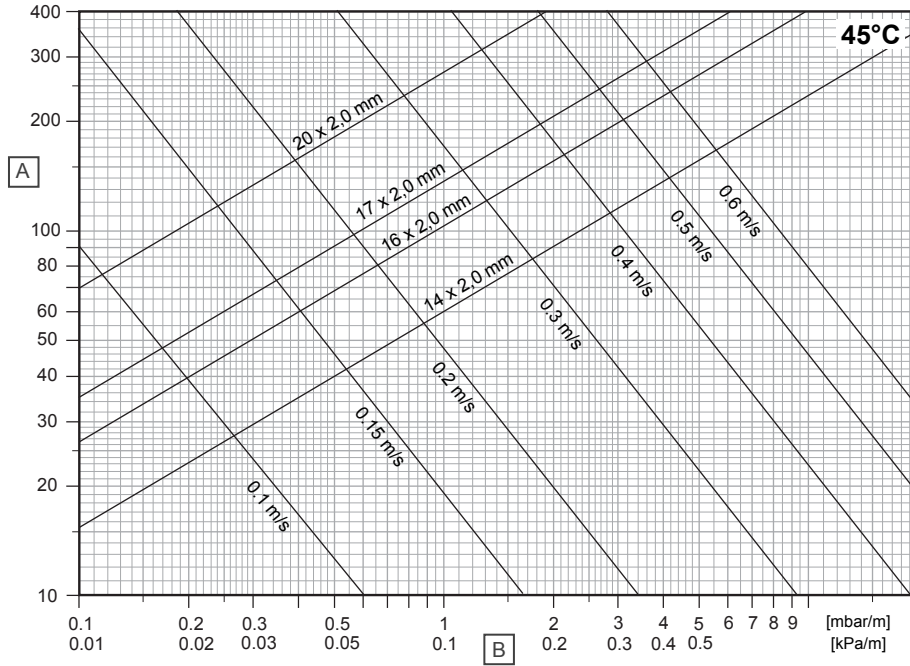 400
45°C
300
200
A
100
80
60
50
40
30
20
10
20 x 2,0 mm
17 x 2,0 mm
16 x 2,0 mm
14 x 2,0 mm
0.6 m/s
0.5 m/s
0.4 m/s
0.3 m/s
0.2 m/s
0.15 m/s
0.1 m/s
0.1 0.2 0.3 0.5 1 2 3 4 5 6 7 8 9 [mbar/m]
0.01 0.02 0.03 0.05 0.1 0.2 0.3 0.4 0.5 [kPa/m]
B